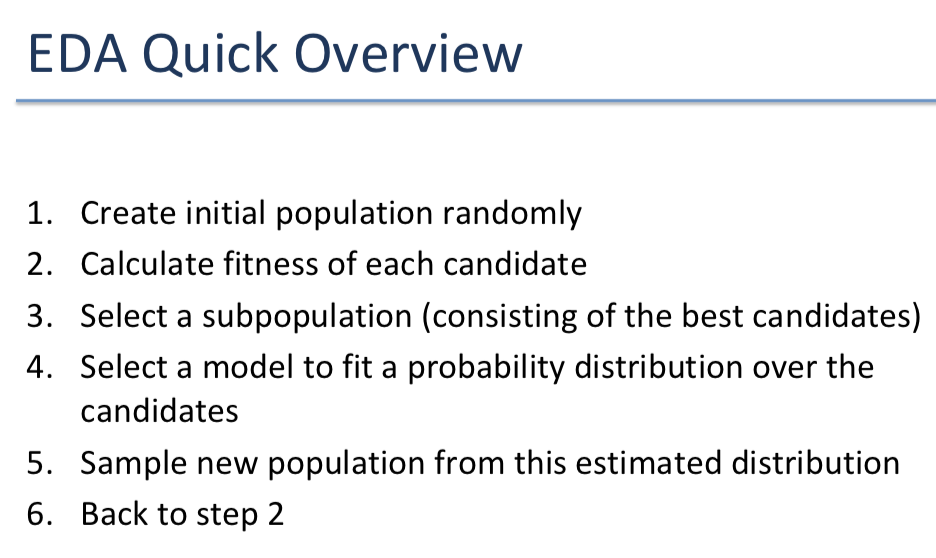 EDA Quick Overview
1. Create initial population randomly
2. Calculate fitness of each candidate
3. Select a subpopulation (consisting of the best candidates)
4. Select a model to fit a probability distribution over the
candidates
5. Sample new population from this estimated distribution
6. Back to step 2